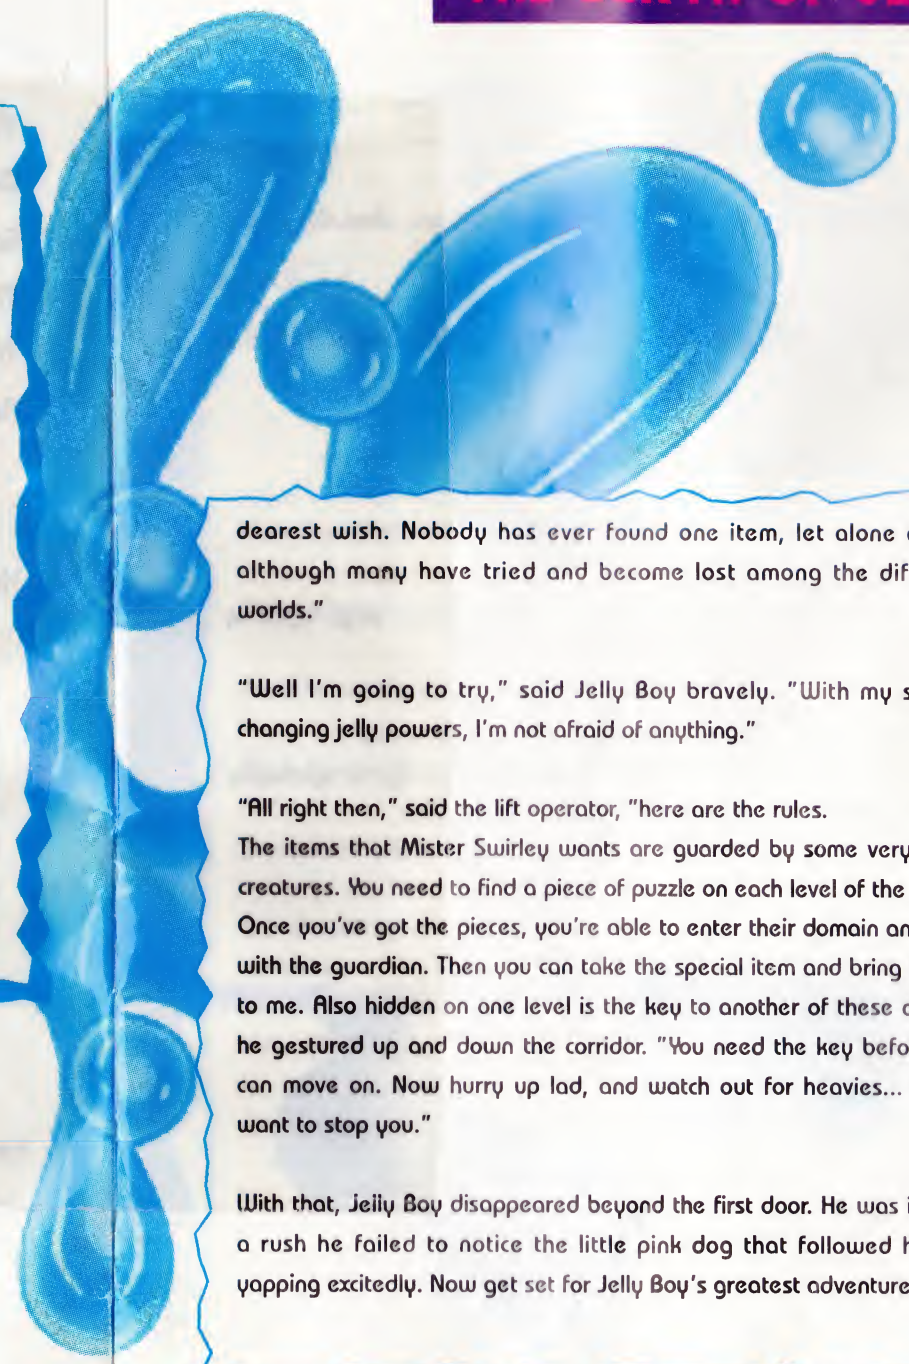 dearest wish. Nobody has ever found one item, let alone
although many have tried and become lost among the
worlds."
"Well I'm going to try," said Jelly Boy bravely. "With my
changing jelly powers, I'm not afraid of anything."
"All right then," said the lift operator, "here are the rules.
The items that Mister Swirley wants are guarded by some very
creatures. You need to find a piece of puzzle on each level of the
Once you've got the pieces, you're able to enter their domain
with the guardian. Then you can take the special item and bring
to me. Also hidden on one level is the key to another of these
he gestured up and down the corridor. "You need the key
can move on. Now hurry up lad, and watch out for heavies...
want to stop you."
With that, Jelly Boy disappeared beyond the first door. He was
a rush he failed to notice the little pink dog that followed
yapping excitedly. Now get set for Jelly Boy's greatest adventure